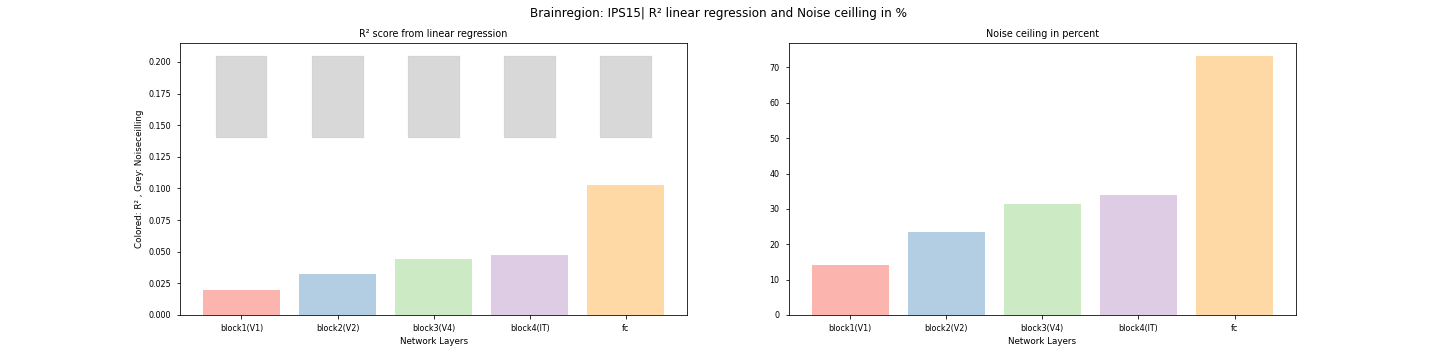 Brainregion: IPS15| R² linear regression and Noise ceilling in %
R² score from linear regression
Colored: R² , Grey: Noiseceilling
0.200
0.175
0.150
0.125
0.100
0.075
0.050
0.025
0.000
block1(V1) block2(V2) block3(V4) block4(IT) fc
Network Layers
Noise ceiling in percent
70
60
50
40
30
20
10
0
block1(V1) block2(V2) block3(V4) block4(IT) fc
Network Layers